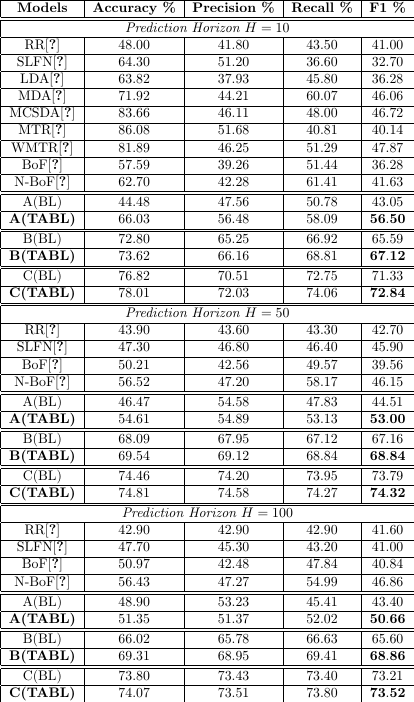 Models Accuracy % Precision % Recall % F1 %
Prediction Horizon H = 10
RR[?] 48.00 41.80 43.50 41.00
SLFN[?] 64.30 51.20 36.60 32.70
LDA[?] 63.82 37.93 45.80 36.28
MDA[?] 71.92 44.21 60.07 46.06
MCSDA[?] 83.66 46.11 48.00 46.72
MTR[?] 86.08 51.68 40.81 40.14
WMTR[?] 81.89 46.25 51.29 47.87
BoF[?] 57.59 39.26 51.44 36.28
N-BoF[?] 62.70 42.28 61.41 41.63
A(BL) 44.48 47.56 50.78 43.05
A(TABL) 66.03 56.48 58.09 56.50
B(BL) 72.80 65.25 66.92 65.59
B(TABL) 73.62 66.16 68.81 67.12
C(BL) 76.82 70.51 72.75 71.33
C(TABL) 78.01 72.03 74.06 72.84
Prediction Horizon H = 50
RR[?] 43.90 43.60 43.30 42.70
SLFN[?] 47.30 46.80 46.40 45.90
BoF[?] 50.21 42.56 49.57 39.56
N-BoF[?] 56.52 47.20 58.17 46.15
A(BL) 46.47 54.58 47.83 44.51
A(TABL) 54.61 54.89 53.13 53.00
B(BL) 68.09 67.95 67.12 67.16
B(TABL) 69.54 69.12 68.84 68.84
C(BL) 74.46 74.20 73.95 73.79
C(TABL) 74.81 74.58 74.27 74.32
Prediction Horizon H = 100
RR[?] 42.90 42.90 42.90 41.60
SLFN[?] 47.70 45.30 43.20 41.00
BoF[?] 50.97 42.48 47.84 40.84
N-BoF[?] 56.43 47.27 54.99 46.86
A(BL) 48.90 53.23 45.41 43.40
A(TABL) 51.35 51.37 52.02 50.66
B(BL) 66.02 65.78 66.63 65.60
B(TABL) 69.31 68.95 69.41 68.86
C(BL) 73.80 73.43 73.40 73.21
C(TABL) 74.07 73.51 73.80 73.52